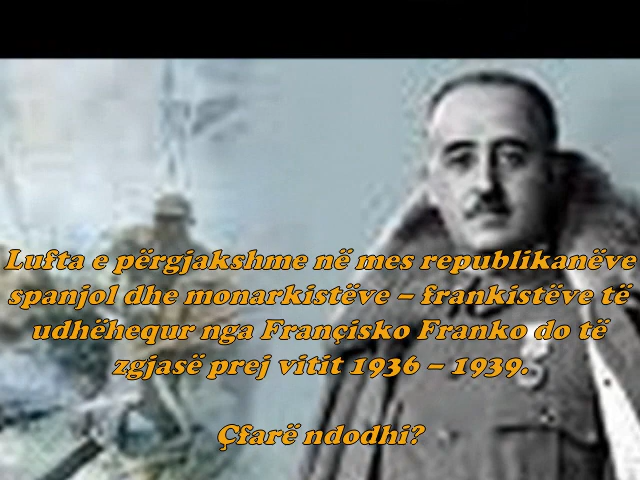 Lufta e përgjakshme në mes republikanëve
spanjol dhe monarkistëve – frankistëve të
udhëhequr nga Françisko Franko do të
zgjasë prej vitit 1936 – 1939.
Çfarë ndodhi?